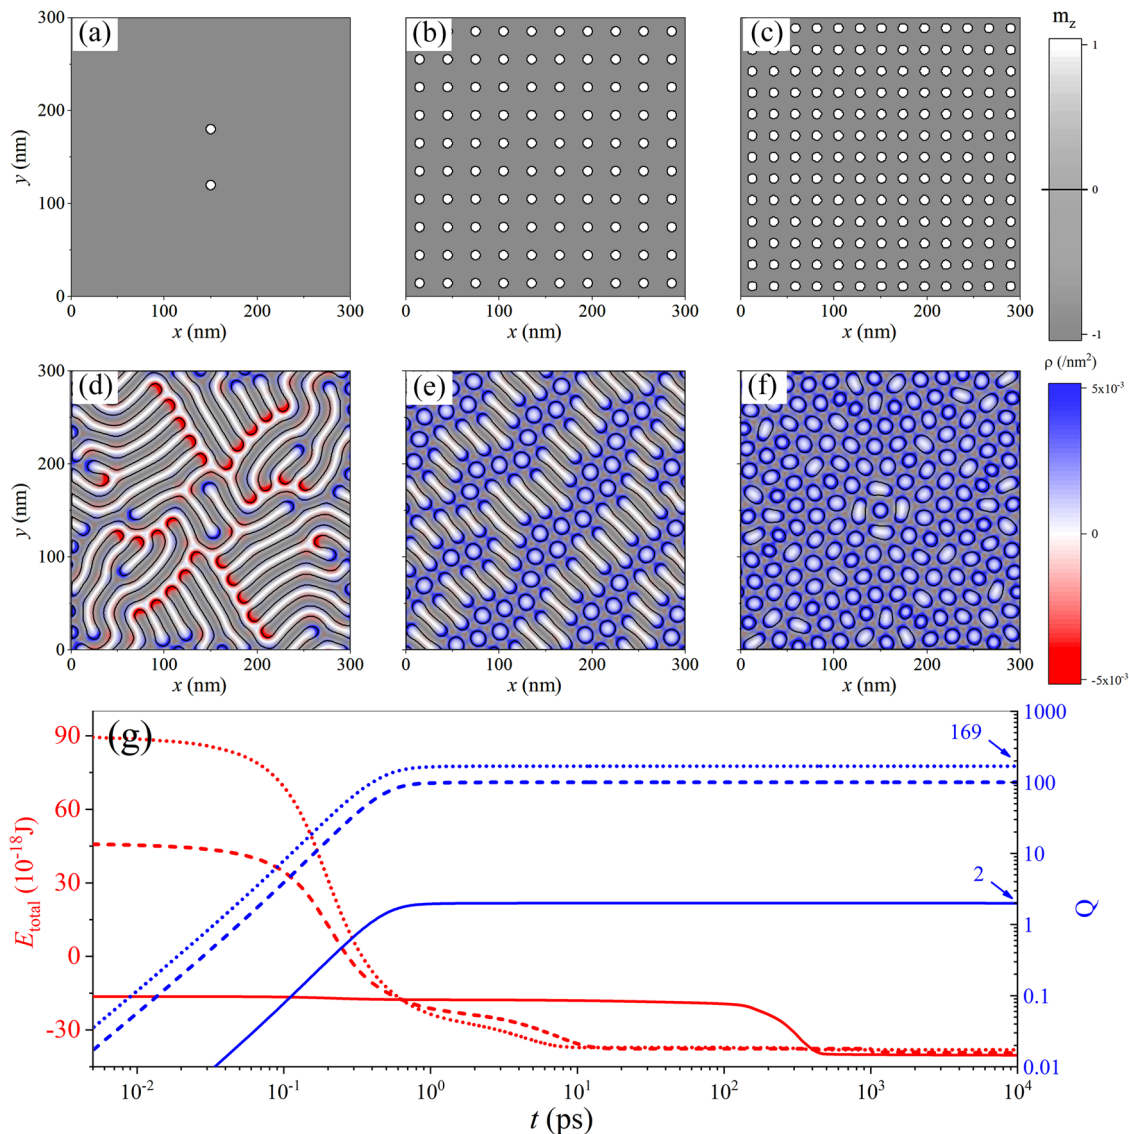 (a)
(b)
(c)
m_z
300
200
100
0
y (nm)
0 100 200 300
x (nm)
0 100 200 300
x (nm)
0 100 200 300
x (nm)
1
0
-1
(d)
(e)
(f)
ρ (/nm²)
300
200
100
0
y (nm)
0 100 200 300
x (nm)
0 100 200 300
x (nm)
0 100 200 300
x (nm)
5x10⁻³
0
-5x10⁻³
(g)
90
60
30
0
-30
E_total (10⁻¹⁸J)
169
2
1000
100
10
1
0.1
0.01
Q
10⁻² 10⁻¹ 10⁰ 10¹ 10² 10³ 10⁴
t (ps)